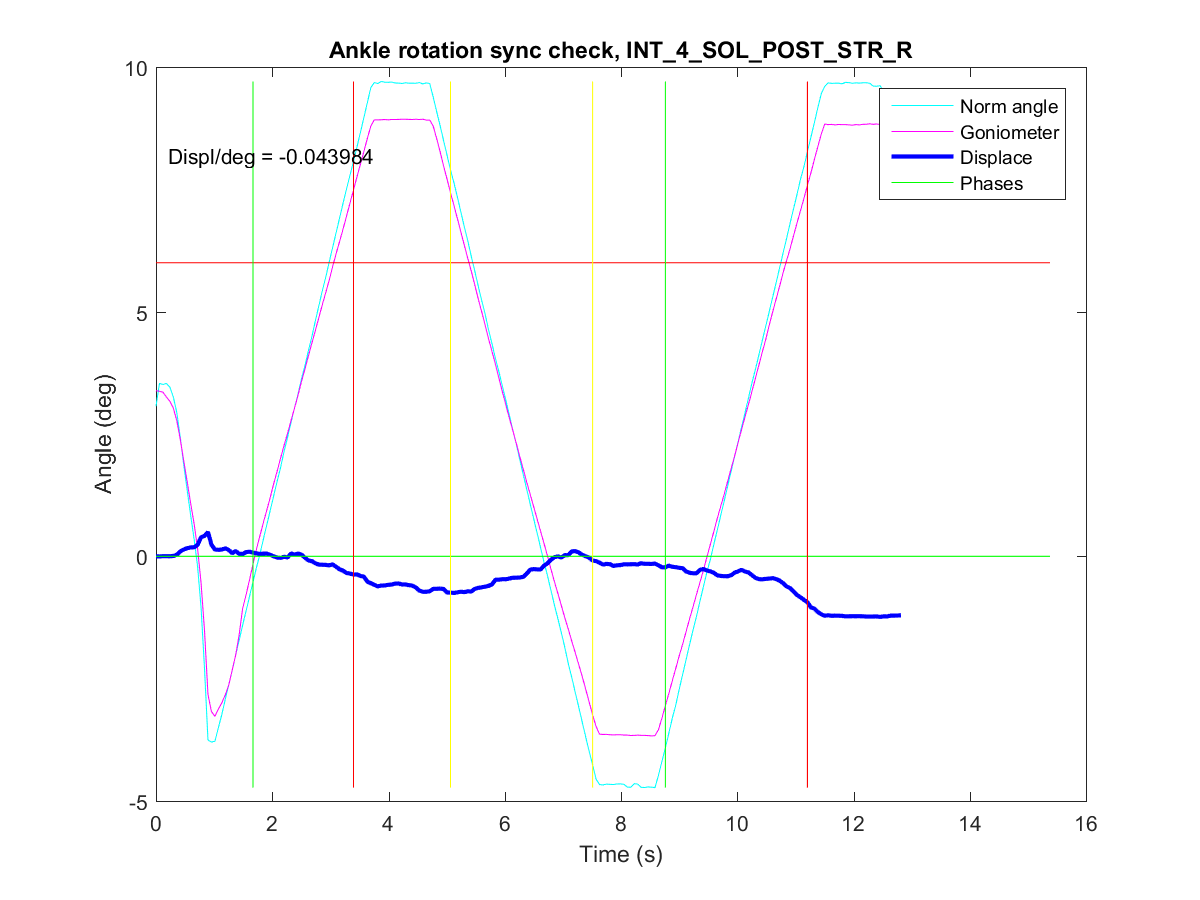 Ankle rotation sync check, INT_4_SOL_POST_STR_R
10
5
0
-5
Angle (deg)
Displ/deg = -0.043984
Norm angle
Goniometer
Displace
Phases
0 2 4 6 8 10 12 14 16
Time (s)